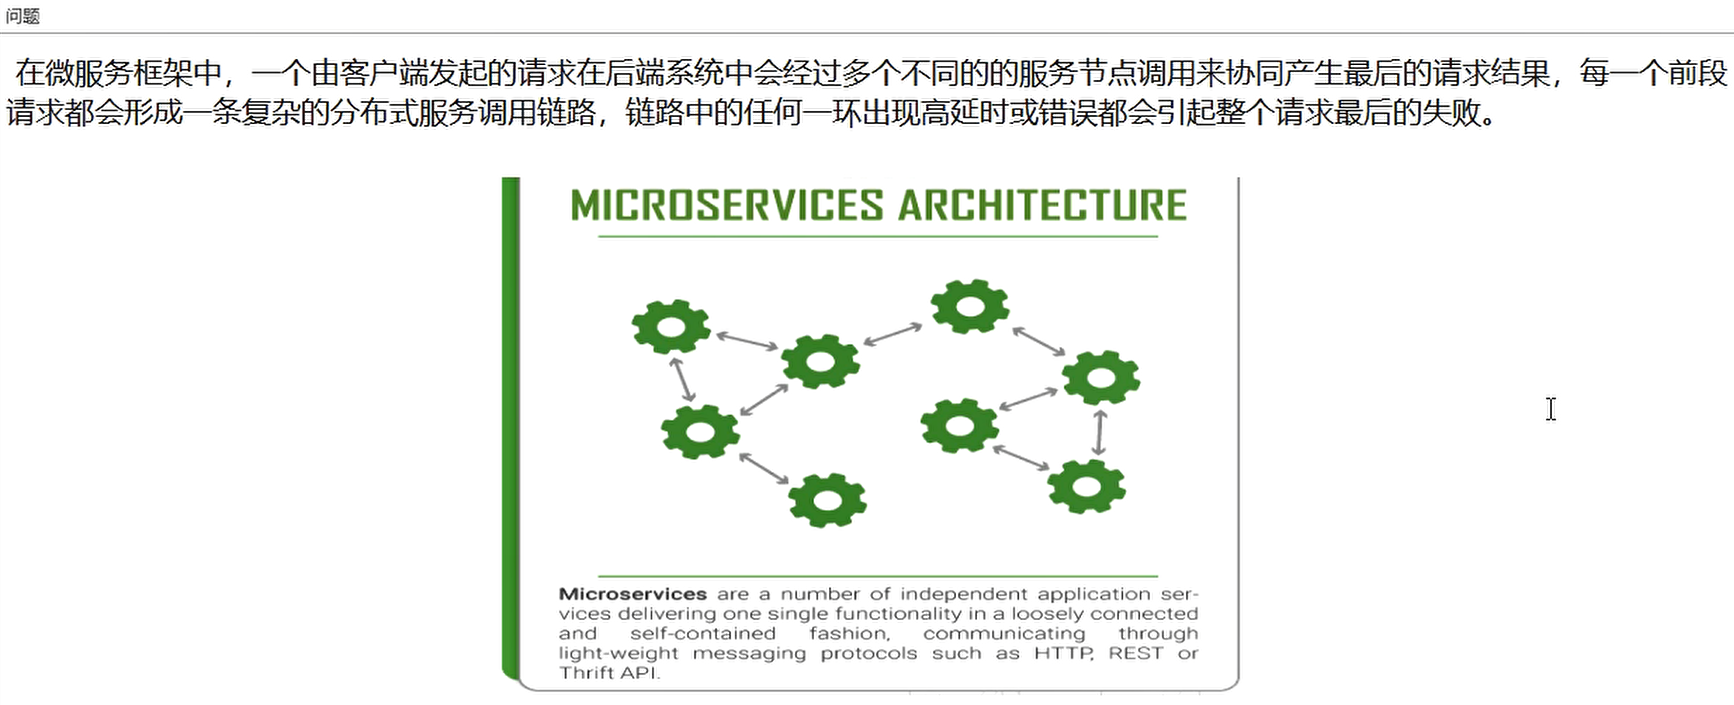 问题
在微服务框架中，一个由客户端发起的请求在后端系统中会经过多个不同的的服务节点调用来协同产生最后的请求结果，每一个前段
请求都会形成一条复杂的分布式服务调用链路，链路中的任何一环出现高延时或错误都会引起整个请求最后的失败。
MICROSERVICES ARCHITECTURE
Microservices are a number of independent application ser-
vices delivering one single functionality in a loosely connected
and self-contained fashion, communicating through
light-weight messaging protocols such as HTTP, REST or
Thrift API.